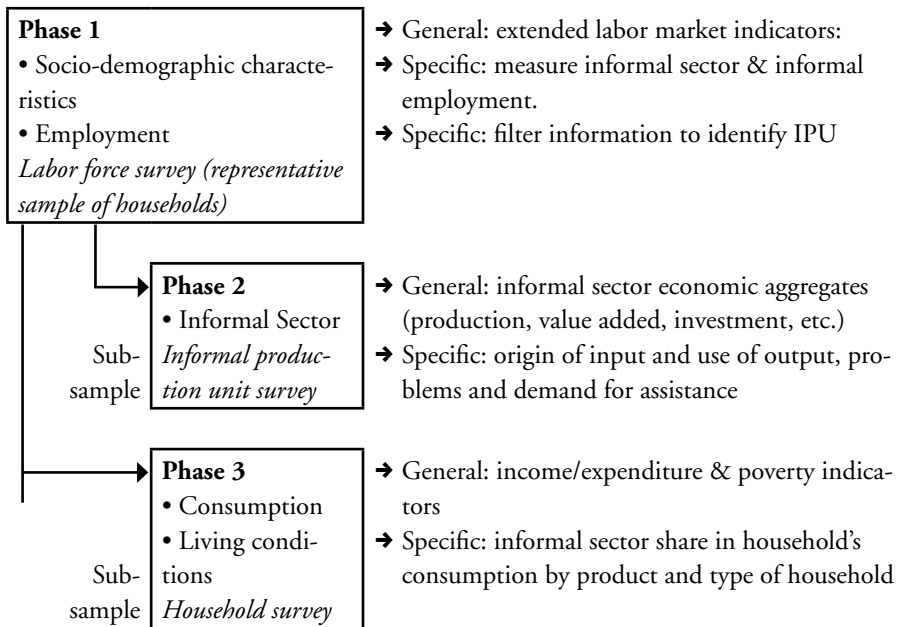 Phase 1
• Socio-demographic characte-
ristics
• Employment
Labor force survey (representative
sample of households)
➔ General: extended labor market indicators:
➔ Specific: measure informal sector & informal
employment.
➔ Specific: filter information to identify IPU
Sub-
sample
Phase 2
• Informal Sector
Informal produc-
tion unit survey
➔ General: informal sector economic aggregates
(production, value added, investment, etc.)
➔ Specific: origin of input and use of output, pro-
blems and demand for assistance
Sub-
sample
Phase 3
• Consumption
• Living condi-
tions
Household survey
➔ General: income/expenditure & poverty indica-
tors
➔ Specific: informal sector share in household’s
consumption by product and type of household